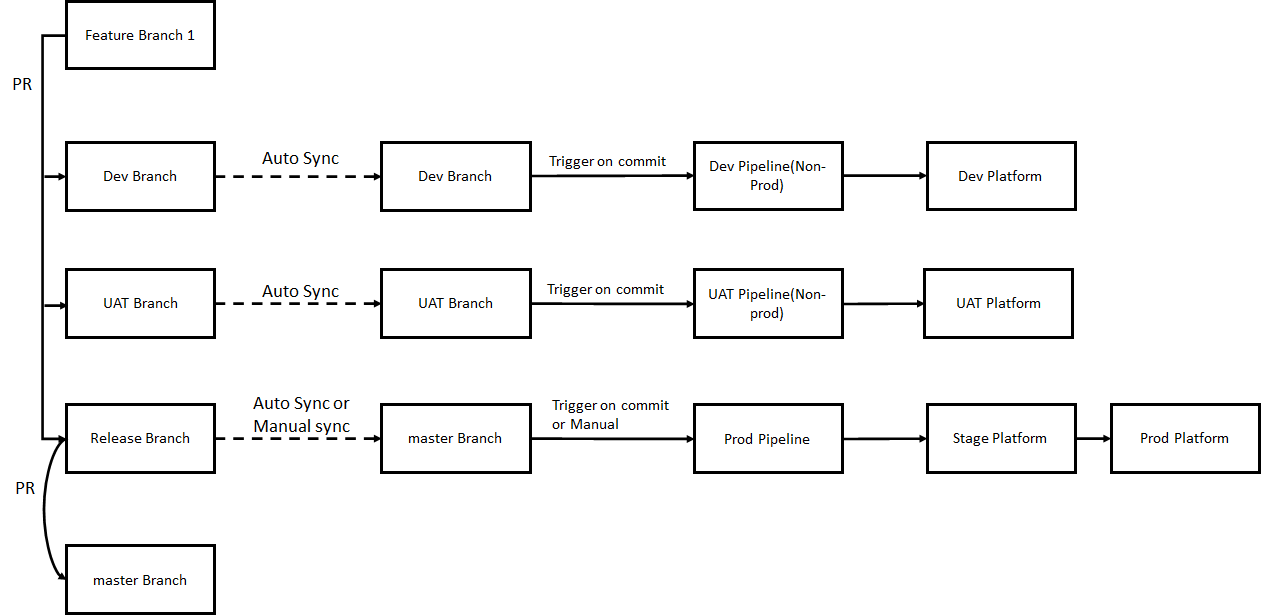 Feature Branch 1
PR
Auto Sync
Trigger on commit
Dev Branch
Dev Branch
Dev Pipeline(Non-
Prod)
Dev Platform
Auto Sync
Trigger on commit
UAT Branch
UAT Branch
UAT Pipeline(Non-
prod)
UAT Platform
Auto Sync or
Manual sync
Trigger on commit
or Manual
Release Branch
master Branch
Prod Pipeline
Stage Platform
Prod Platform
PR
master Branch